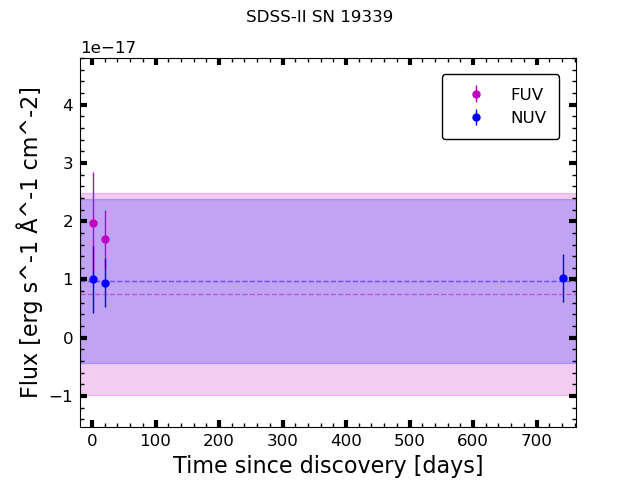 SDSS-II SN 19339
1e−17
FUV
NUV
4
3
2
1
0
−1
Flux [erg s^-1 Å^-1 cm^-2]
0 100 200 300 400 500 600 700
Time since discovery [days]